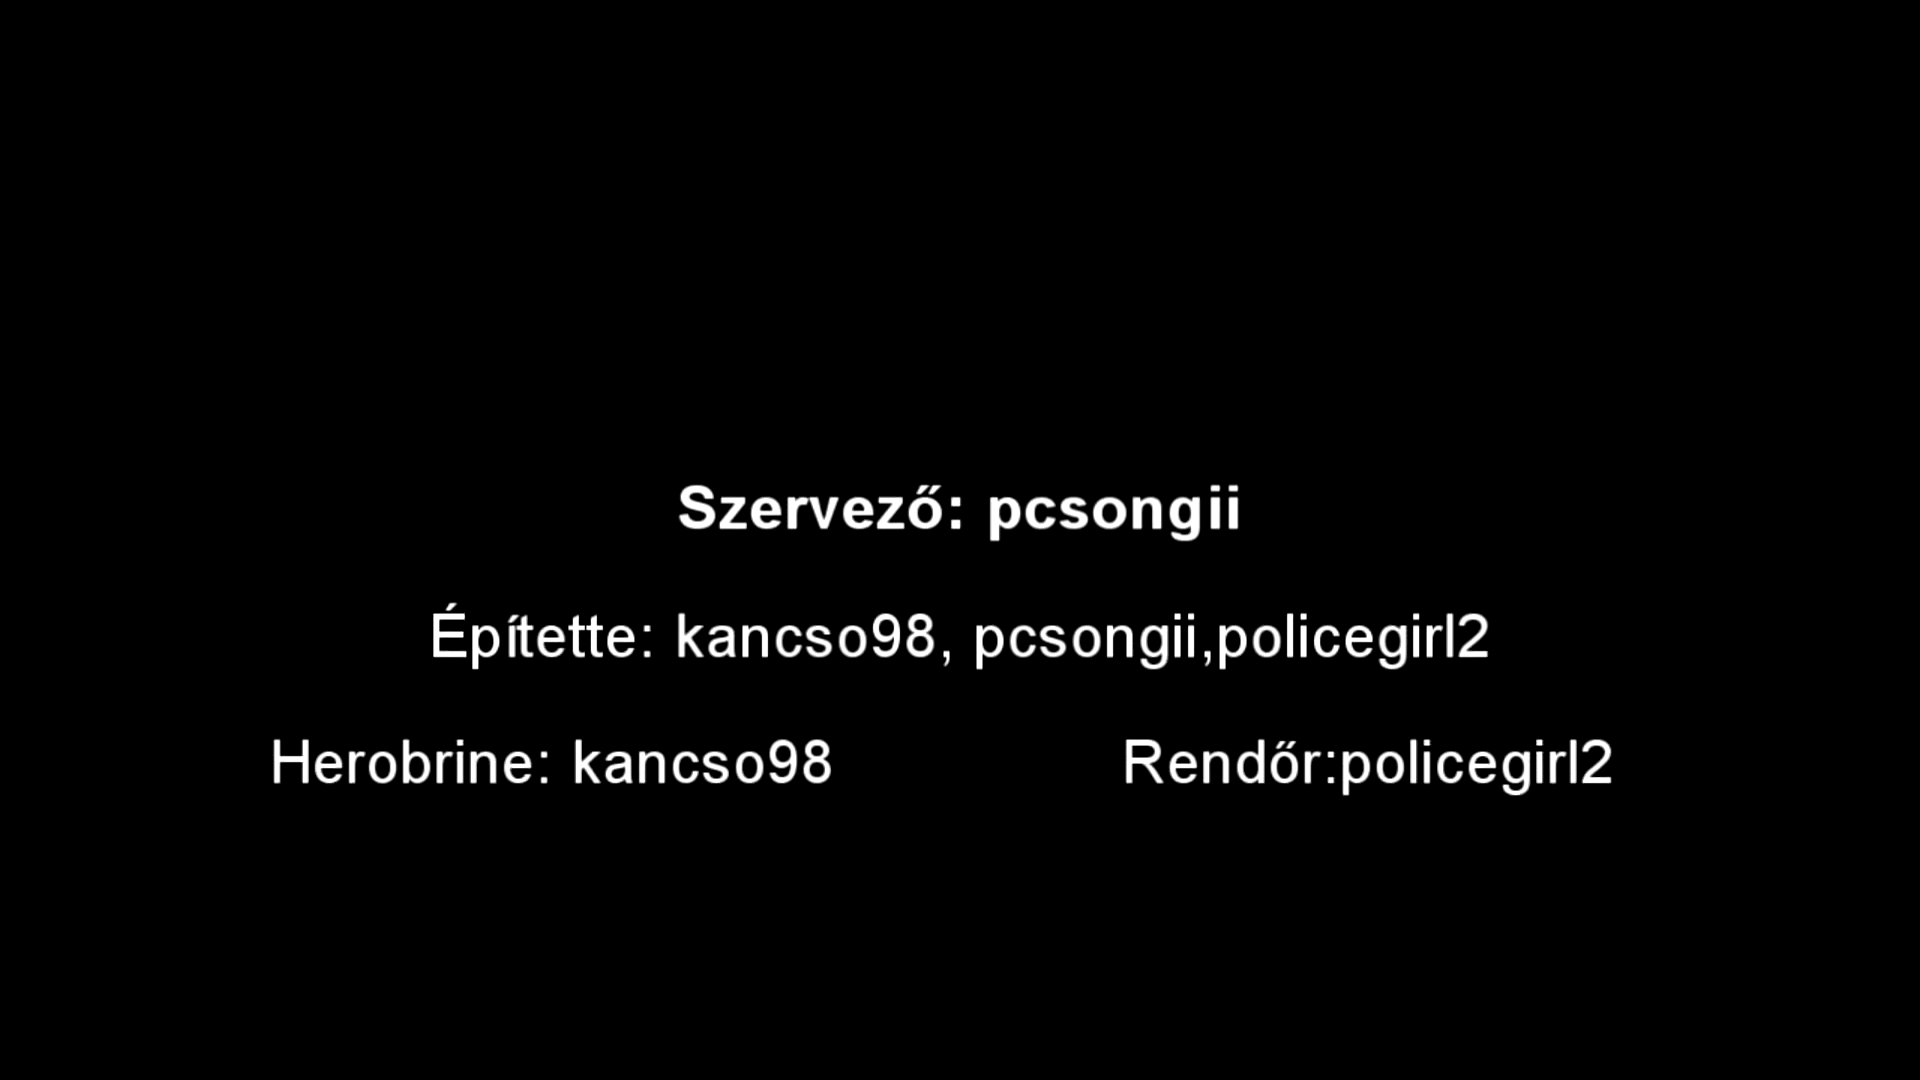 Szervező: pcsongii
Építette: kancso98, pcsongii,policegirl2
Herobrine: kancso98 Rendőr:policegirl2